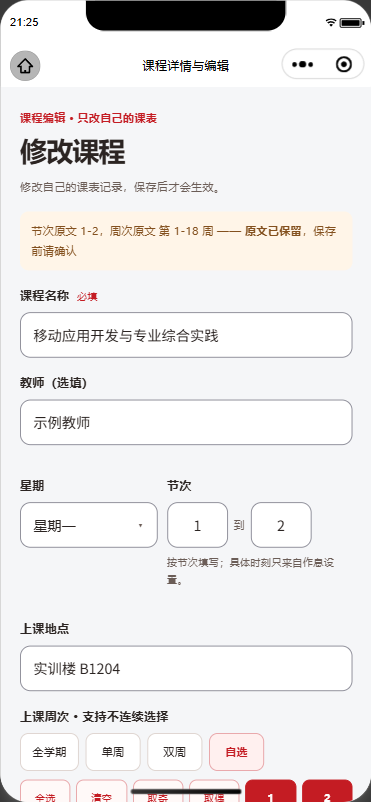 21:25
课程详情与编辑
课程编辑 • 只改自己的课表
修改课程
修改自己的课表记录，保存后才会生效。
节次原文 1-2，周次原文 第 1-18 周 —— 原文已保留，保存
前请确认
课程名称 必填
移动应用开发与专业综合实践
教师（选填）
示例教师
星期 节次
星期一 1 到 2
按节次填写；具体时刻只来自作息设
置。
上课地点
实训楼 B1204
上课周次 • 支持不连续选择
全学期 单周 双周 自选
全选 清空 取奇 取偶 1 2